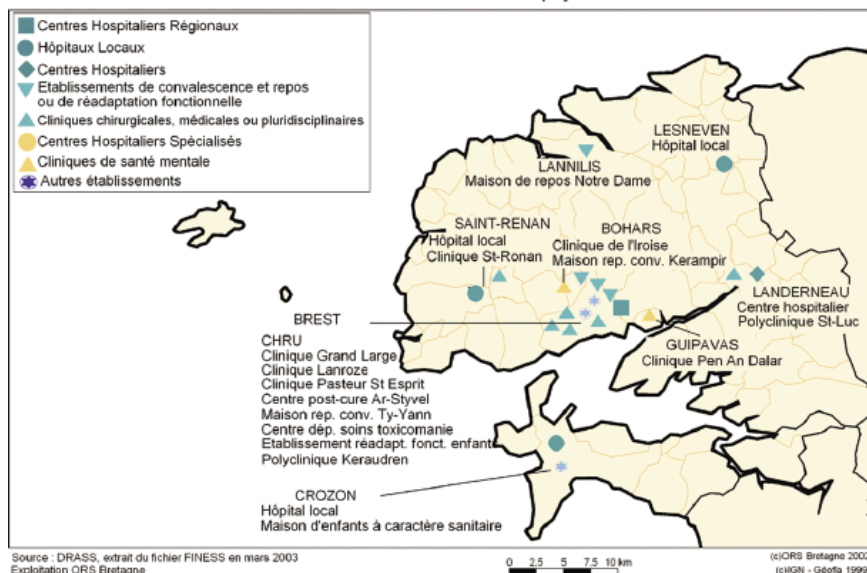 Centres Hospitaliers Régionaux
Hôpitaux Locaux
Centres Hospitaliers
Etablissements de convalescence et repos
ou de réadaptation fonctionnelle
Cliniques chirurgicales, médicales ou pluridisciplinaires
Centres Hospitaliers Spécialisés
Cliniques de santé mentale
Autres établissements
LESNEVEN
Hôpital local
LANNILIS
Maison de repos Notre Dame
SAINT-RENAN
Hôpital local
Clinique St-Ronan
BOHARS
Clinique de l'Iroise
Maison rep. conv. Kerampir
LANDERNEAU
Centre hospitalier
Polyclinique St-Luc
GUIPAVAS
Clinique Pen An Dalar
BREST
CHRU
Clinique Grand Large
Clinique Lanroze
Clinique Pasteur St Esprit
Centre post-cure Ar-Styvel
Maison rep. conv. Ty-Yann
Centre dép. soins toxicomanie
Etablissement réadapt. fonct. enfant
Polyclinique Keraudren
CROZON
Hôpital local
Maison d'enfants à caractère sanitaire
Source : DRASS, extrait du fichier FINESS en mars 2003
Exploitation ORS Bretagne
0 2,5 5 7,5 10 km
(c)ORS Bretagne 2002
(c)IGN - Géofla 1999